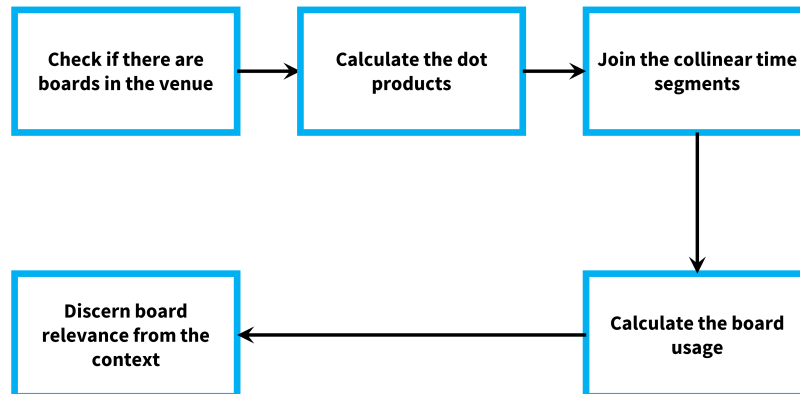 Check if there are
boards in the venue
Calculate the dot
products
Join the collinear time
segments
Calculate the board
usage
Discern board
relevance from the
context